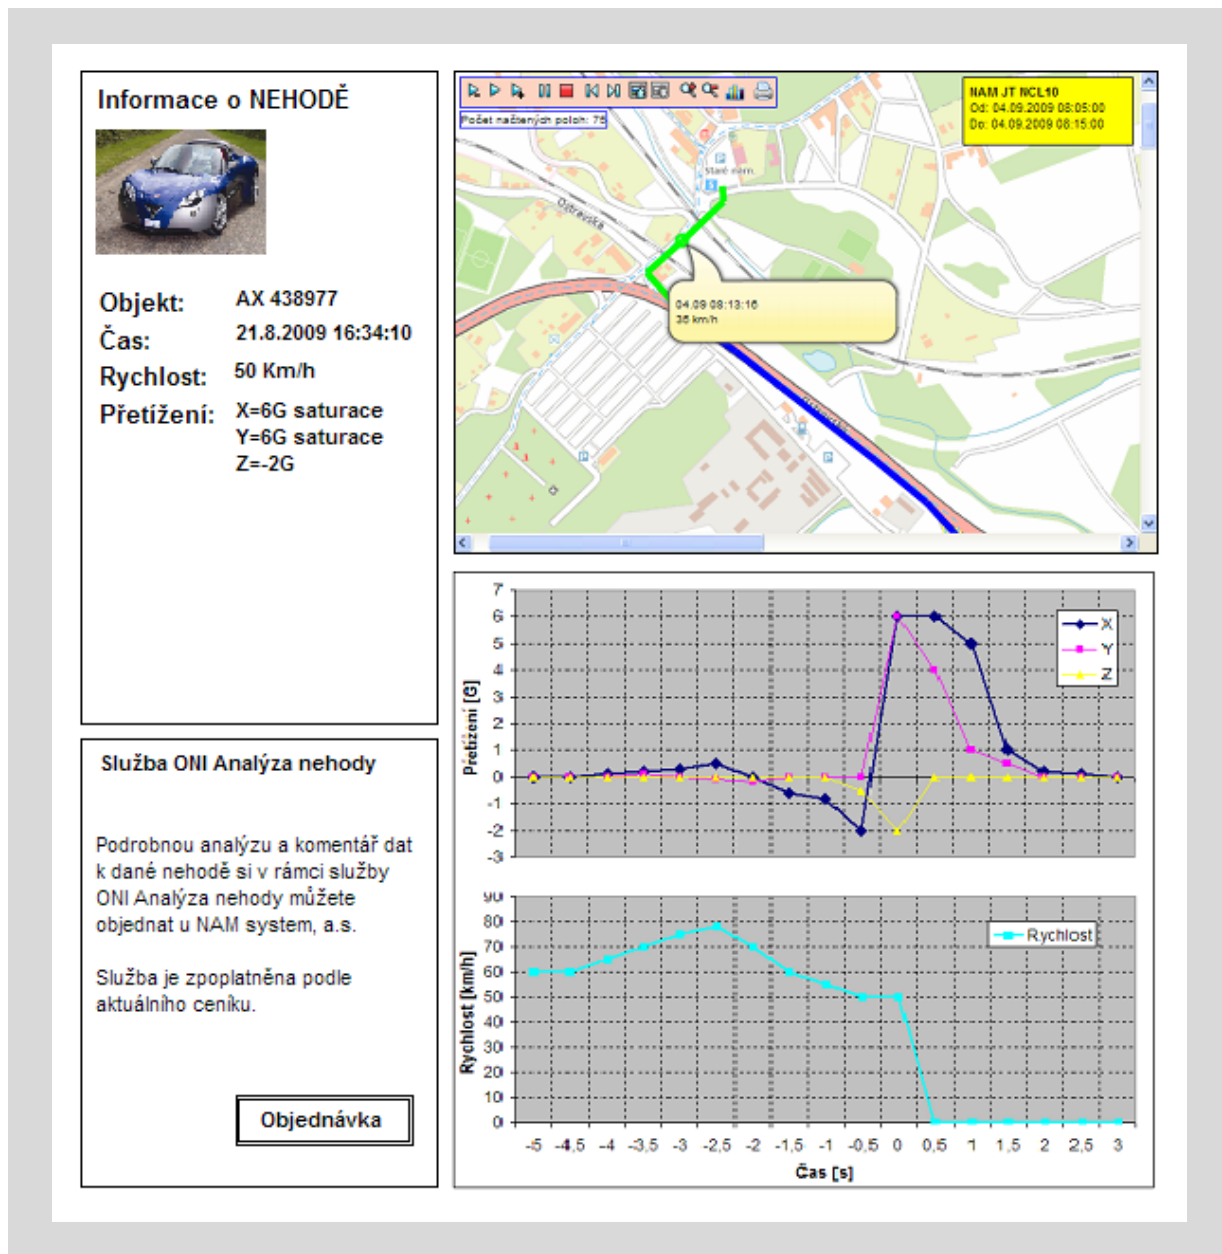 Informace o NEHODĚ
Objekt: AX 438977
Čas: 21.8.2009 16:34:10
Rychlost: 50 Km/h
Přetížení: X=6G saturace
Y=6G saturace
Z=-2G
Služba ONI Analýza nehody
Podrobnou analýzu a komentář dat
k dané nehodě si v rámci služby
ONI Analýza nehody můžete
objednat u NAM system, a.s.
Služba je zpoplatněna podle
aktuálního ceníku.
Objednávka
Počet načtených poloh: 76
NAM JT NCL10
Od: 04.09.2009 08:05:00
Do: 04.09.2009 08:15:00
Staré nám.
Ostravská
04.09 08:13:16
35 km/h
Přetížení [G]
7
6
5
4
3
2
1
0
-1
-2
-3
X
Y
Z
Rychlost [km/h]
90
80
70
60
50
40
30
20
10
0
Rychlost
-5 -4,5 -4 -3,5 -3 -2,5 -2 -1,5 -1 -0,5 0 0,5 1 1,5 2 2,5 3
Čas [s]